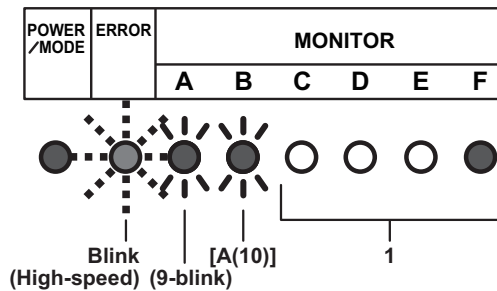 POWER /MODE
ERROR
MONITOR
A B C D E F
Blink (High-speed)
(9-blink)
[A(10)]
1